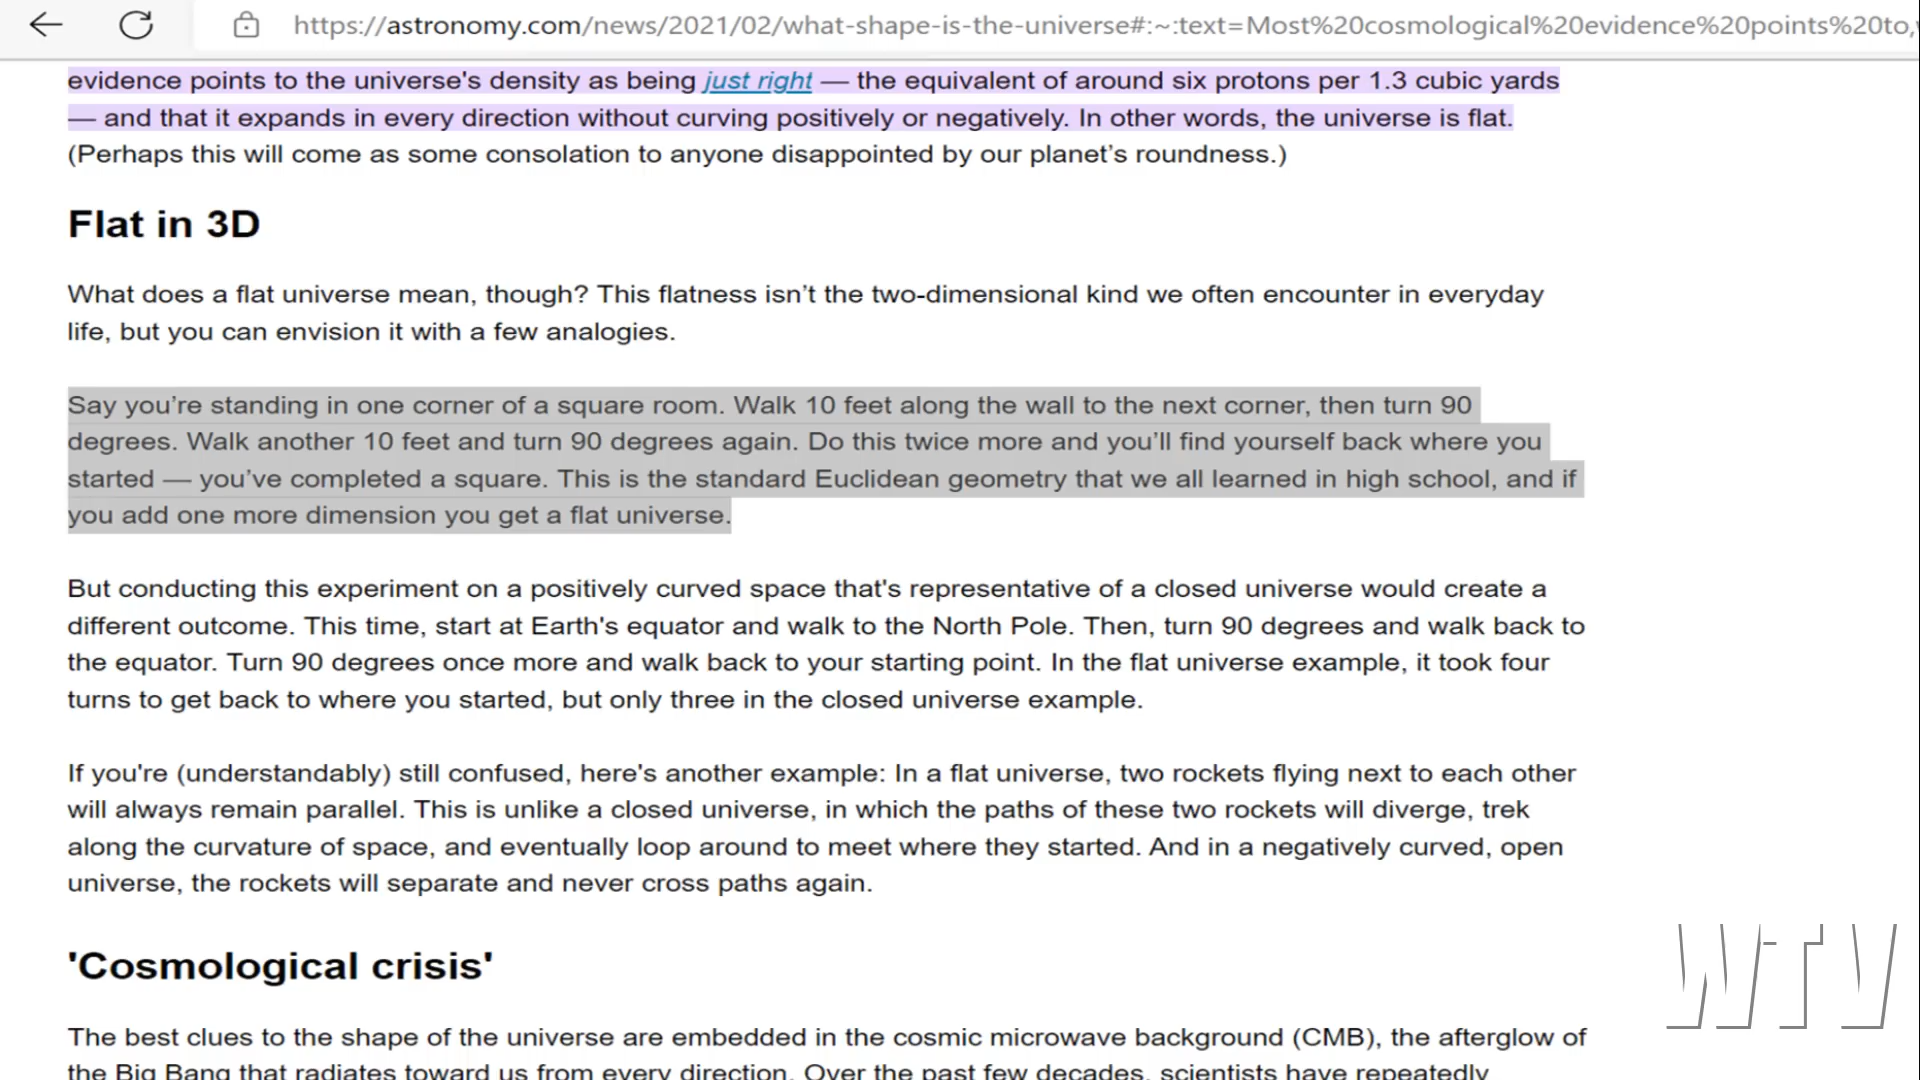 https://astronomy.com/news/2021/02/what-shape-is-the-universe#:~:text=Most%20cosmological%20evidence%20points%20to,
evidence points to the universe's density as being just right — the equivalent of around six protons per 1.3 cubic yards
— and that it expands in every direction without curving positively or negatively. In other words, the universe is flat.
(Perhaps this will come as some consolation to anyone disappointed by our planet’s roundness.)
Flat in 3D
What does a flat universe mean, though? This flatness isn’t the two-dimensional kind we often encounter in everyday
life, but you can envision it with a few analogies.
Say you’re standing in one corner of a square room. Walk 10 feet along the wall to the next corner, then turn 90
degrees. Walk another 10 feet and turn 90 degrees again. Do this twice more and you’ll find yourself back where you
started — you’ve completed a square. This is the standard Euclidean geometry that we all learned in high school, and if
you add one more dimension you get a flat universe.
But conducting this experiment on a positively curved space that's representative of a closed universe would create a
different outcome. This time, start at Earth's equator and walk to the North Pole. Then, turn 90 degrees and walk back to
the equator. Turn 90 degrees once more and walk back to your starting point. In the flat universe example, it took four
turns to get back to where you started, but only three in the closed universe example.
If you're (understandably) still confused, here's another example: In a flat universe, two rockets flying next to each other
will always remain parallel. This is unlike a closed universe, in which the paths of these two rockets will diverge, trek
along the curvature of space, and eventually loop around to meet where they started. And in a negatively curved, open
universe, the rockets will separate and never cross paths again.
WTV
'Cosmological crisis'
The best clues to the shape of the universe are embedded in the cosmic microwave background (CMB), the afterglow of
the Big Bang that radiates toward us from every direction. Over the past few decades, scientists have repeatedly